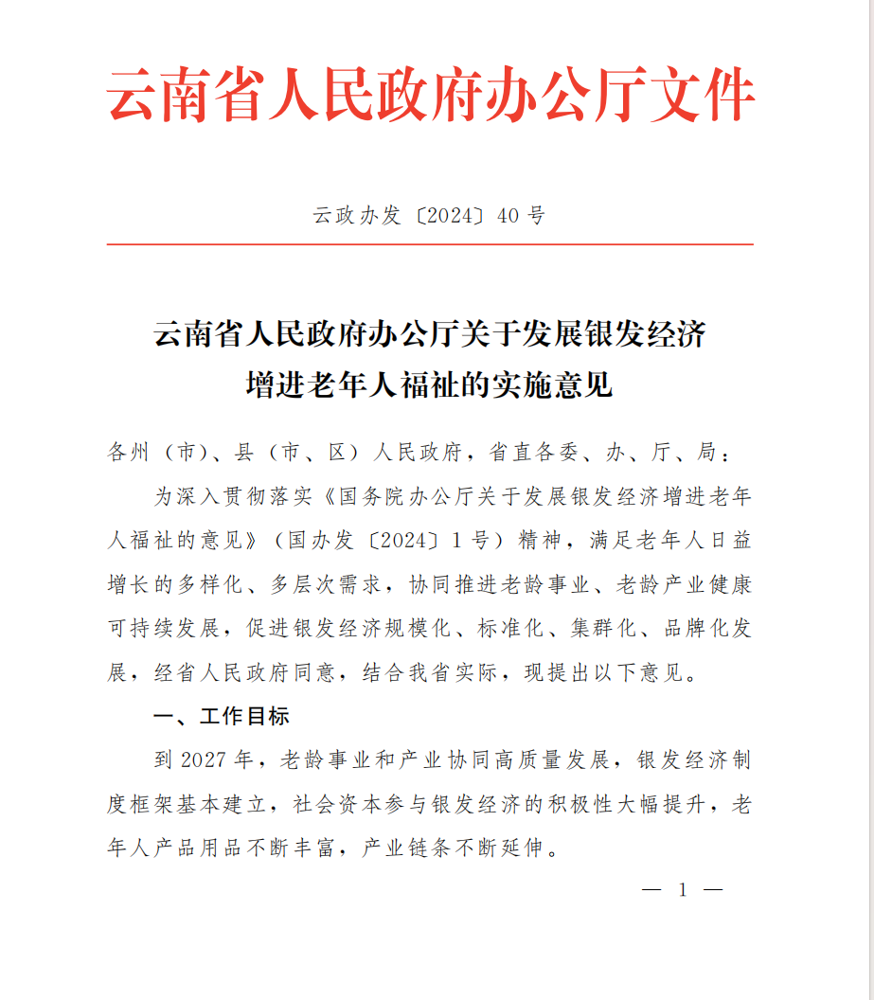 云南省人民政府办公厅文件
云政办发〔2024〕40 号
云南省人民政府办公厅关于发展银发经济
增进老年人福祉的实施意见
各州（市）、县（市、区）人民政府，省直各委、办、厅、局：
为深入贯彻落实《国务院办公厅关于发展银发经济增进老年
人福祉的意见》（国办发〔2024〕1 号）精神，满足老年人日益
增长的多样化、多层次需求，协同推进老龄事业、老龄产业健康
可持续发展，促进银发经济规模化、标准化、集群化、品牌化发
展，经省人民政府同意，结合我省实际，现提出以下意见。
一、工作目标
到 2027 年，老龄事业和产业协同高质量发展，银发经济制
度框架基本建立，社会资本参与银发经济的积极性大幅提升，老
年人产品用品不断丰富，产业链条不断延伸。
— 1 —